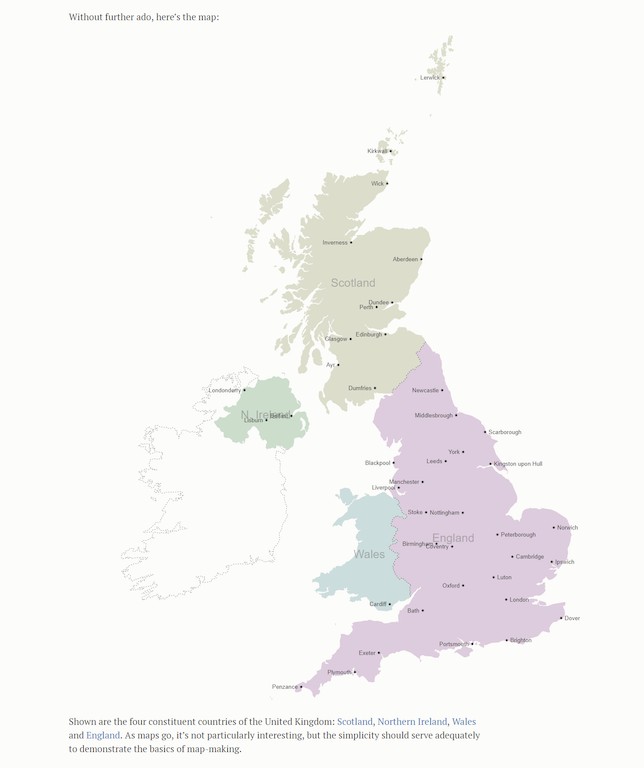 Without further ado, here's the map:
Lerwick
Kirkwall
Wick
Inverness
Aberdeen
Scotland
Dundee
Perth
Edinburgh
Glasgow
Ayr
Dumfries
Londonderry
Newcastle
N. Ireland
Belfast
Lisburn
Middlesbrough
Scarborough
York
Leeds
Blackpool
Kingston upon Hull
Manchester
Liverpool
Stoke
Nottingham
Norwich
Peterborough
England
Birmingham
Coventry
Wales
Cambridge
Ipswich
Luton
Oxford
London
Cardiff
Bath
Dover
Brighton
Portsmouth
Exeter
Plymouth
Penzance
Shown are the four constituent countries of the United Kingdom: Scotland, Northern Ireland, Wales
and England. As maps go, it's not particularly interesting, but the simplicity should serve adequately
to demonstrate the basics of map-making.